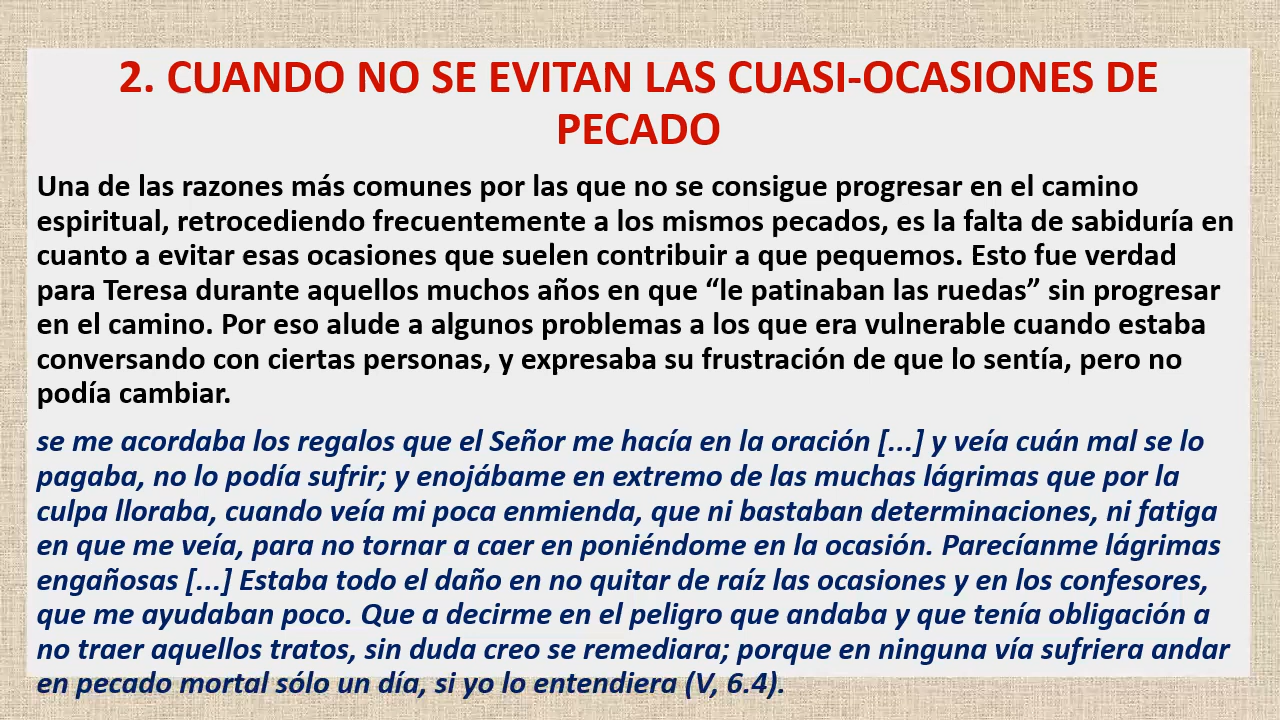 2. CUANDO NO SE EVITAN LAS CUASI-OCASIONES DE
PECADO
Una de las razones más comunes por las que no se consigue progresar en el camino
espiritual, retrocediendo frecuentemente a los mismos pecados, es la falta de sabiduría en
cuanto a evitar esas ocasiones que suelen contribuir a que pequemos. Esto fue verdad
para Teresa durante aquellos muchos años en que “le patinaban las ruedas” sin progresar
en el camino. Por eso alude a algunos problemas a los que era vulnerable cuando estaba
conversando con ciertas personas, y expresaba su frustración de que lo sentía, pero no
podía cambiar.
se me acordaba los regalos que el Señor me hacía en la oración [...] y veía cuán mal se lo
pagaba, no lo podía sufrir; y enojábame en extremo de las muchas lágrimas que por la
culpa lloraba, cuando veía mi poca enmienda, que ni bastaban determinaciones, ni fatiga
en que me veía, para no tornar a caer en poniéndome en la ocasión. Parecíanme lágrimas
engañosas [...] Estaba todo el daño en no quitar de raíz las ocasiones y en los confesores,
que me ayudaban poco. Que a decirme en el peligro que andaba y que tenía obligación a
no traer aquellos tratos, sin duda creo se remediara; porque en ninguna vía sufriera andar
en pecado mortal sólo un día, si yo lo entendiera (V, 6.4).